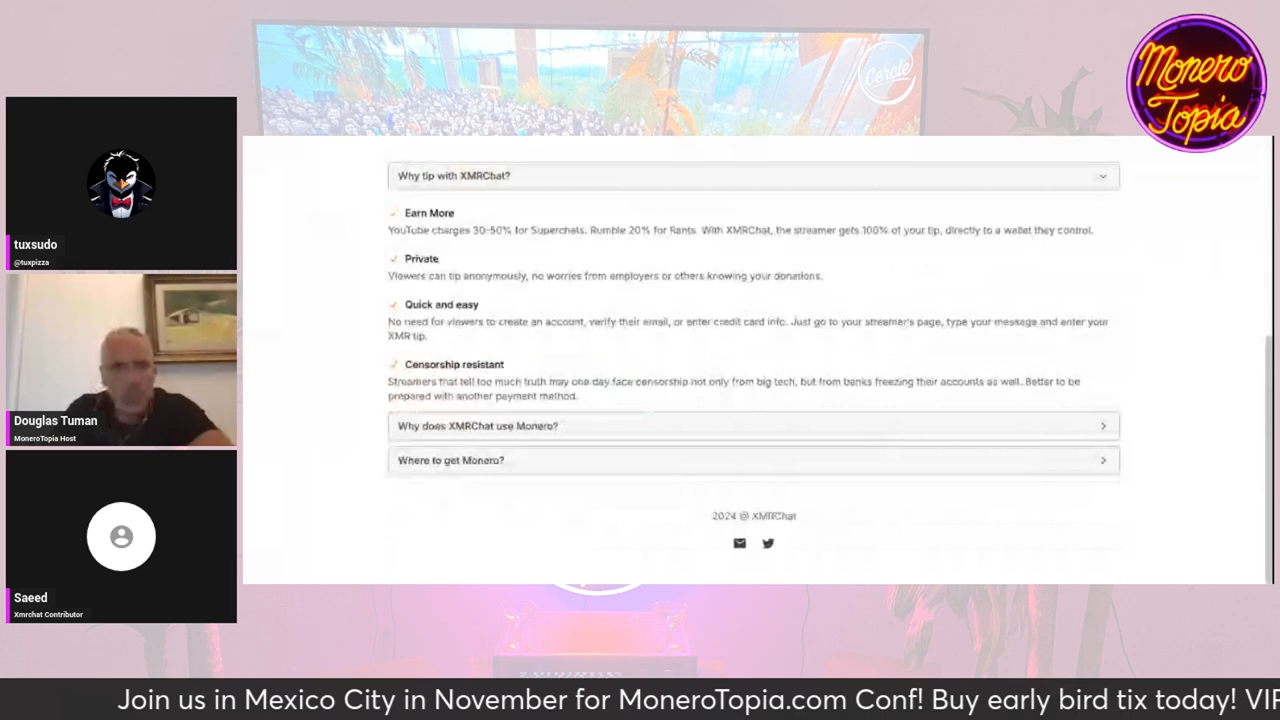 Cercle
Monero
Topia
tuxsudo
@tuxpizza
Douglas Tuman
MoneroTopia Host
Saeed
Xmrchat Contributor
Why tip with XMRChat?
Earn More
YouTube charges 30-50% for Superchats. Rumble 20% for Rants. With XMRChat, the streamer gets 100% of your tip, directly to a wallet they control.
Private
Viewers can tip anonymously, no worries from employers or others knowing your donations.
Quick and easy
No need for viewers to create an account, verify their email, or enter credit card info. Just go to your streamer's page, type your message and enter your
XMR tip.
Censorship resistant
Streamers that tell too much truth may one day face censorship not only from big tech, but from banks freezing their accounts as well. Better to be
prepared with another payment method.
Why does XMRChat use Monero?
Where to get Monero?
2024 @ XMRChat
Join us in Mexico City in November for MoneroTopia.com Conf! Buy early bird tix today! VI